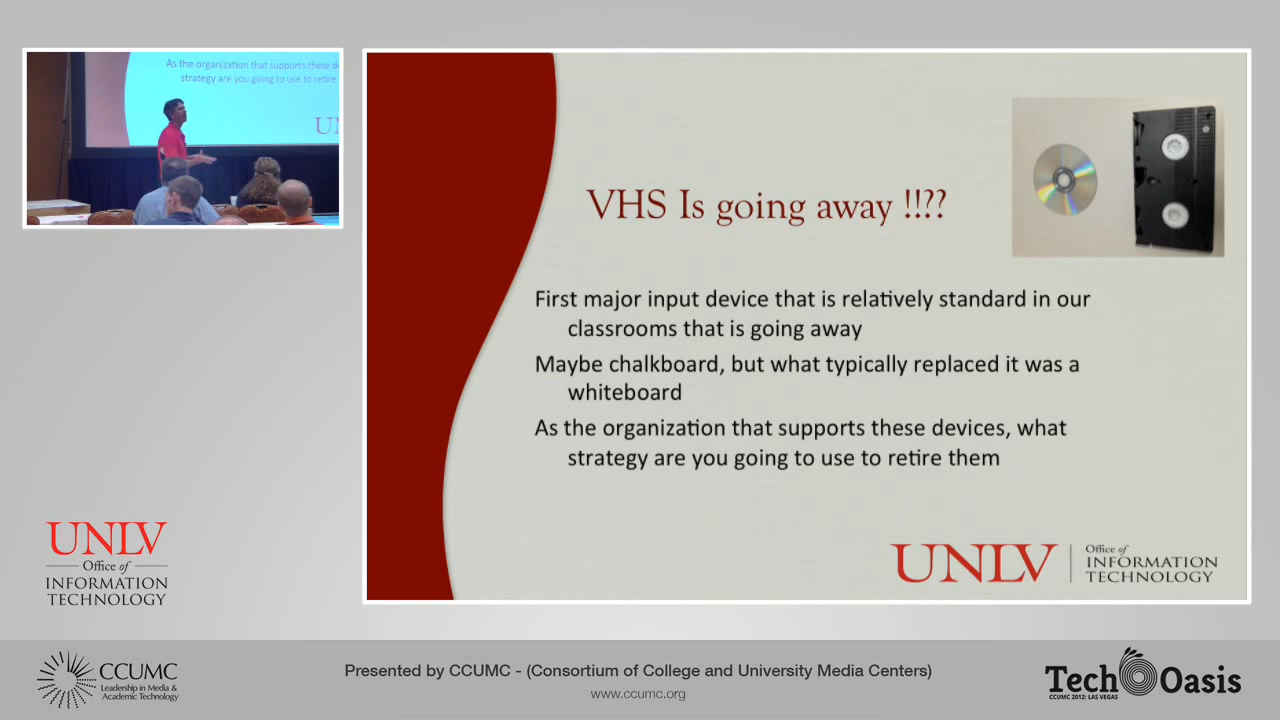 As the organization that supports these
strategy are you going to use to retire
VHS Is going away !!??
First major input device that is relatively standard in our
classrooms that is going away
Maybe chalkboard, but what typically replaced it was a
whiteboard
As the organization that supports these devices, what
strategy are you going to use to retire them
UNLV
Office of
INFORMATION
TECHNOLOGY
UNLV
Office of
INFORMATION
TECHNOLOGY
CCUMC
Leadership in Media &
Academic Technology
Presented by CCUMC - (Consortium of College and University Media Centers)
www.ccumc.org
Tech Oasis
CCUMC 2012: LAS VEGAS